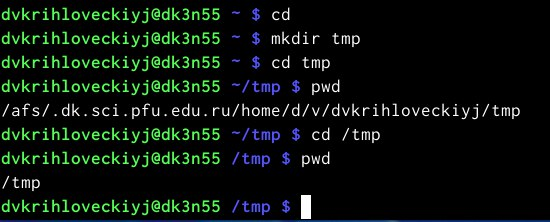 dvkrihloveckiyj@dk3n55 ~ $ cd
dvkrihloveckiyj@dk3n55 ~ $ mkdir tmp
dvkrihloveckiyj@dk3n55 ~ $ cd tmp
dvkrihloveckiyj@dk3n55 ~/tmp $ pwd
/afs/.dk.sci.pfu.edu.ru/home/d/v/dvkrihloveckiyj/tmp
dvkrihloveckiyj@dk3n55 ~/tmp $ cd /tmp
dvkrihloveckiyj@dk3n55 /tmp $ pwd
/tmp
dvkrihloveckiyj@dk3n55 /tmp $